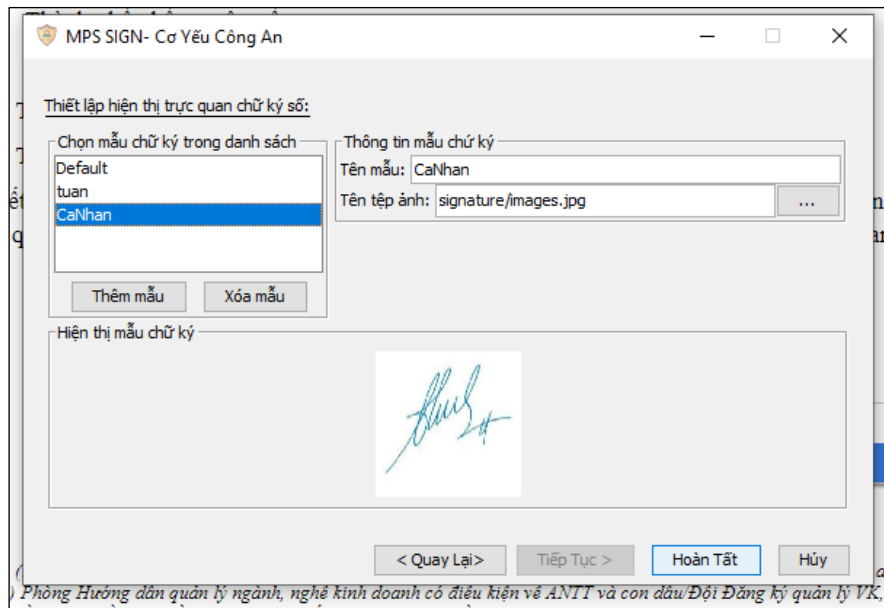 MPS SIGN- Cơ Yếu Công An
Thiết lập hiện thị trực quan chữ ký số:
Chọn mẫu chữ ký trong danh sách
Default
tuan
CaNhan
Thêm mẫu
Xóa mẫu
Thông tin mẫu chứ ký
Tên mẫu: CaNhan
Tên tệp ảnh: signature/images.jpg ...
Hiện thị mẫu chữ ký
< Quay Lại>
Tiếp Tục >
Hoàn Tất
Hủy
) Phòng Hướng dẫn quản lý ngành, nghề kinh doanh có điều kiện về ANTT và con dấu/Đội Đăng ký quản lý VK,